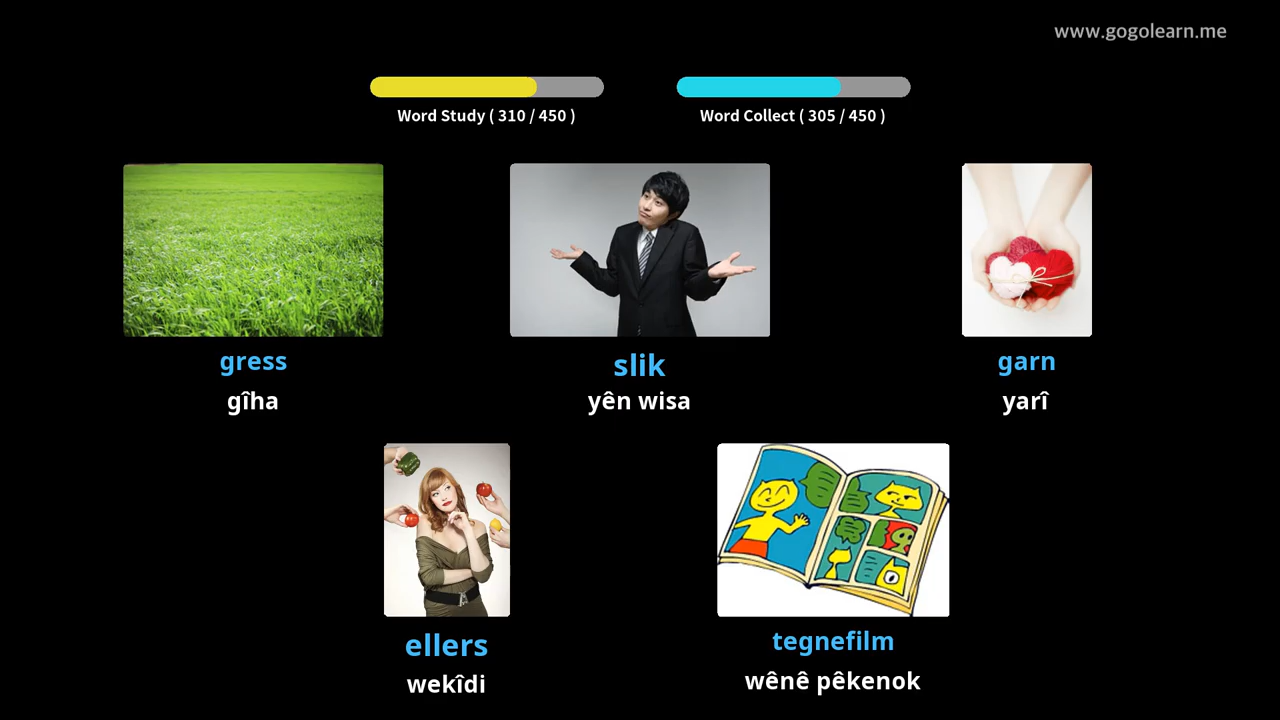 www.gogolearn.me
Word Study ( 310 / 450 )
Word Collect ( 305 / 450 )
gress
gîha
slik
yên wisa
garn
yarî
ellers
wekîdi
tegnefilm
wênê pêkenok